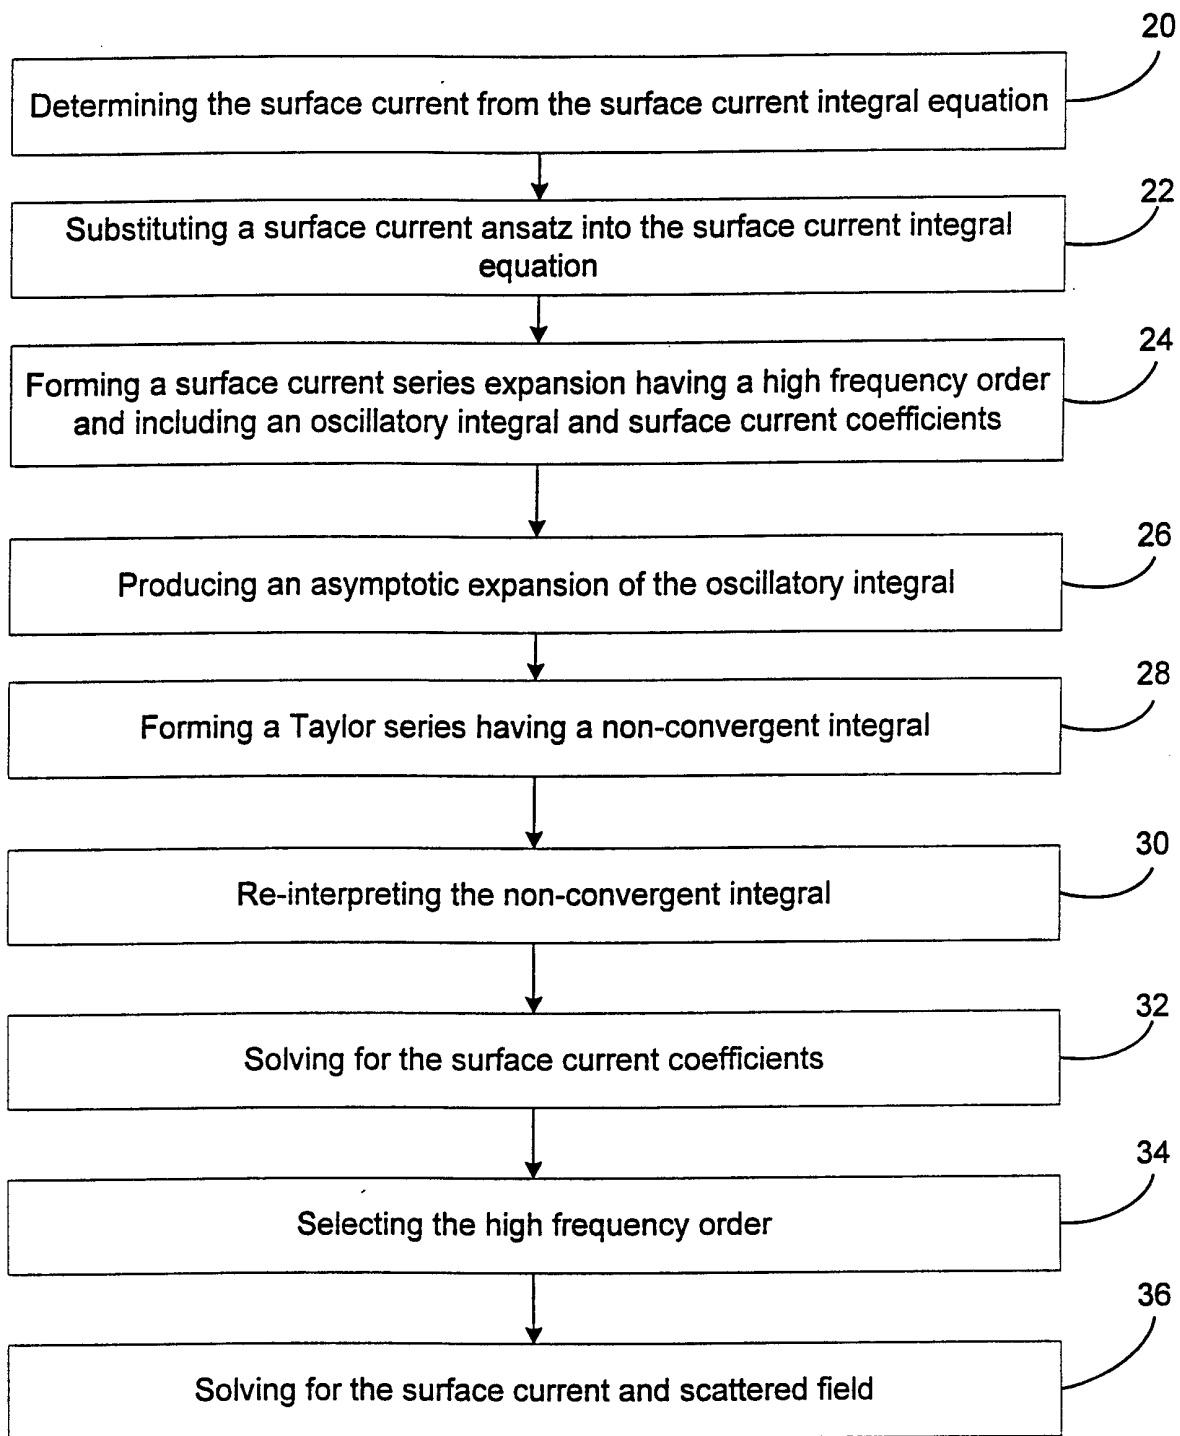 20
Determining the surface current from the surface current integral equation
22
Substituting a surface current ansatz into the surface current integral
equation
24
Forming a surface current series expansion having a high frequency order
and including an oscillatory integral and surface current coefficients
26
Producing an asymptotic expansion of the oscillatory integral
28
Forming a Taylor series having a non-convergent integral
30
Re-interpreting the non-convergent integral
32
Solving for the surface current coefficients
34
Selecting the high frequency order
36
Solving for the surface current and scattered field